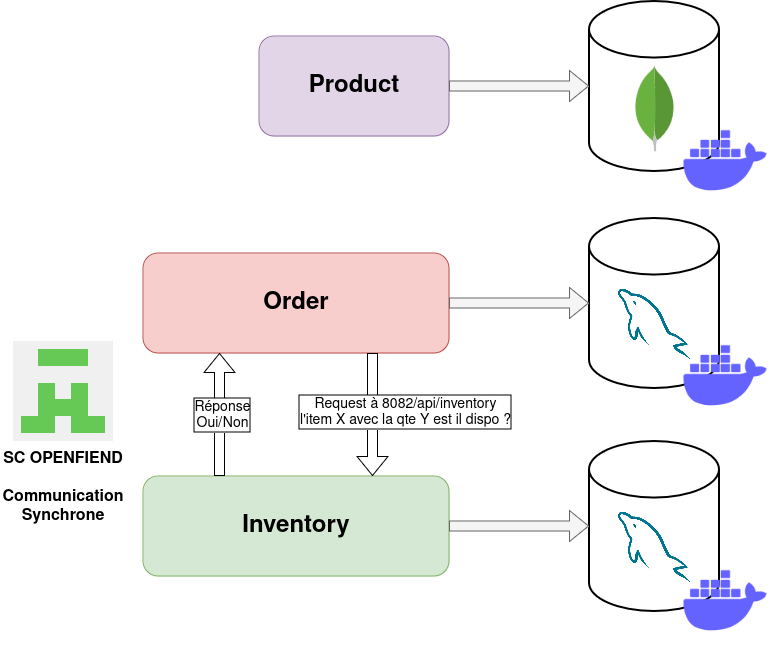 Product
Order
Réponse
Oui/Non
Request à 8082/api/inventory
l'item X avec la qte Y est il dispo ?
SC OPENFIEND
Communication
Synchrone
Inventory